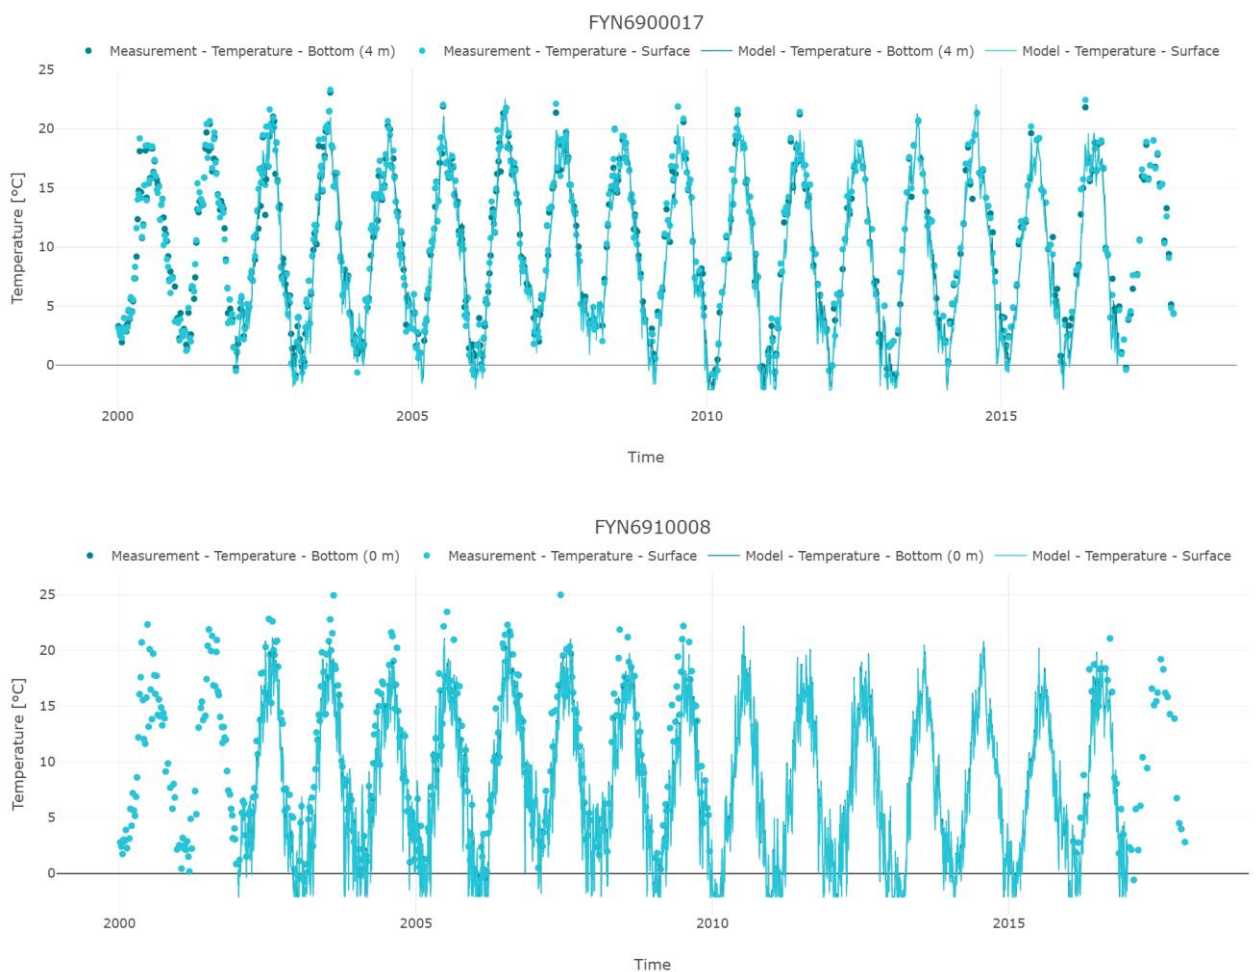 FYN6900017
Measurement - Temperature - Bottom (4 m) Measurement - Temperature - Surface Model - Temperature - Bottom (4 m) Model - Temperature - Surface
25
20
15
10
5
0
Temperature [°C]
2000 2005 2010 2015
Time
FYN6910008
Measurement - Temperature - Bottom (0 m) Measurement - Temperature - Surface Model - Temperature - Bottom (0 m) Model - Temperature - Surface
25
20
15
10
5
0
Temperature [°C]
2000 2005 2010 2015
Time